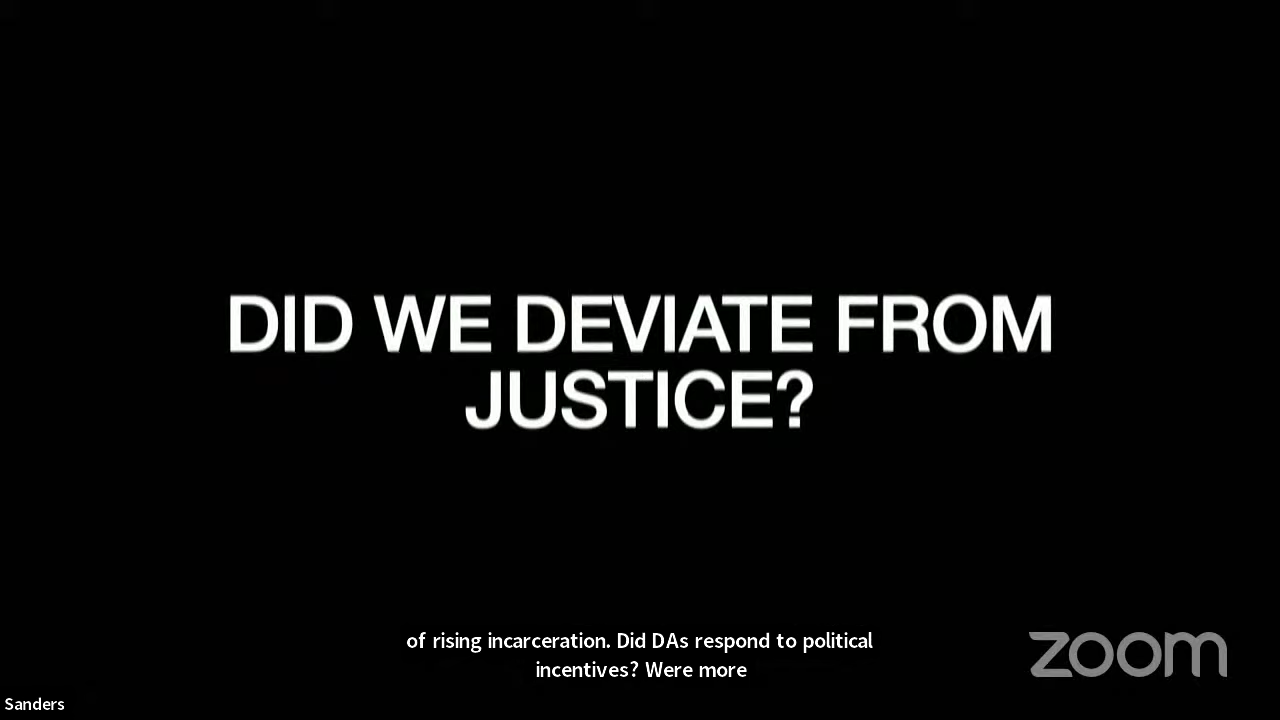 DID WE DEVIATE FROM
JUSTICE?
of rising incarceration. Did DAs respond to political
incentives? Were more
zoom
Sanders